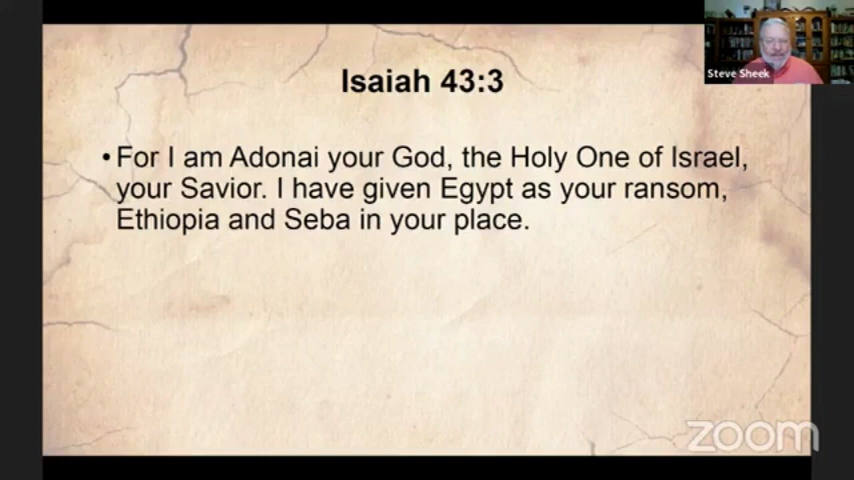 Isaiah 43:3
Steve Sheek
• For I am Adonai your God, the Holy One of Israel,
your Savior. I have given Egypt as your ransom,
Ethiopia and Seba in your place.
zoom